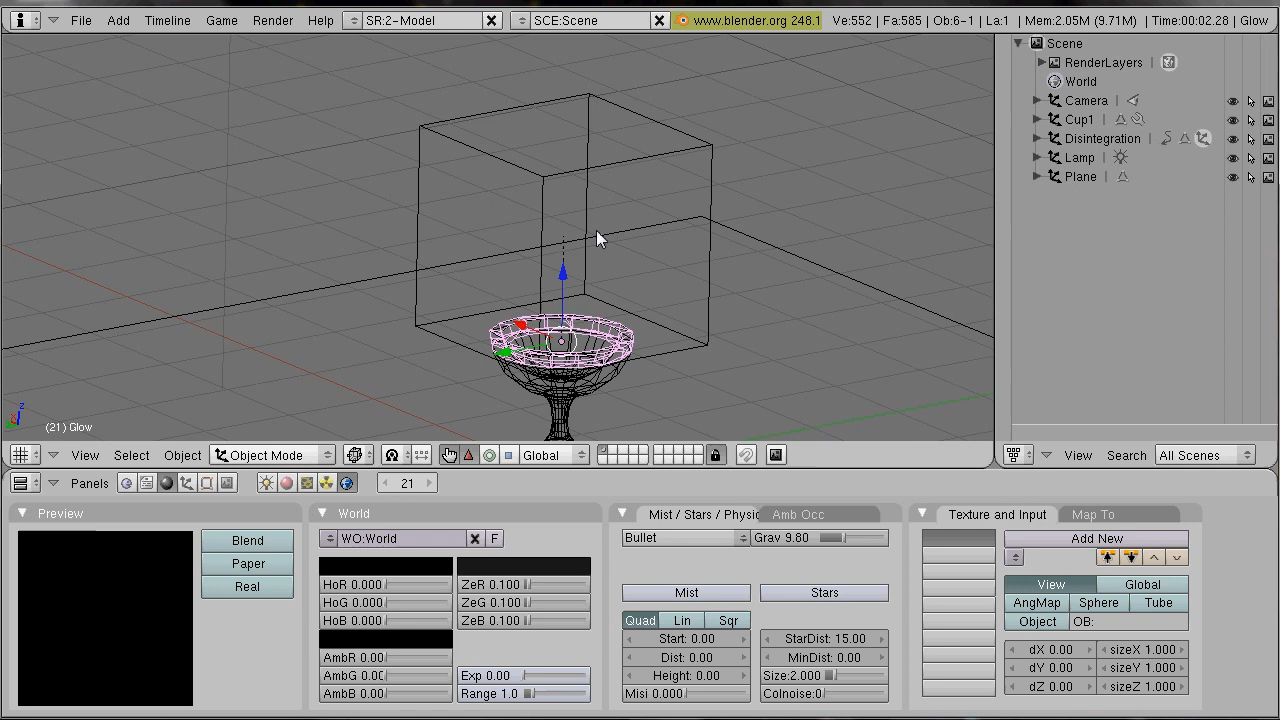 File Add Timeline Game Render Help SR:2-Model SCE:Scene www.blender.org 248.1 Ve:552 | Fa:585 | Ob:6-1 | La:1 | Mem:2.05M (9.71M) | Time:00:02.28 | Glow
Scene
RenderLayers
World
Camera
Cup1
Disintegration
Lamp
Plane
z
x
(21) Glow
View Select Object Object Mode Global
View Search All Scenes
Panels 21
Preview
Blend
Paper
Real
World
WO:World F
HoR 0.000
HoG 0.000
HoB 0.000
ZeR 0.100
ZeG 0.100
ZeB 0.100
AmbR 0.00
AmbG 0.00
AmbB 0.00
Exp 0.00
Range 1.0
Mist / Stars / Physic Amb Occ
Bullet Grav 9.80
Mist Stars
Quad Lin Sqr
Start: 0.00
Dist: 0.00
Height: 0.00
Misi 0.000
StarDist: 15.00
MinDist: 0.00
Size:2.000
Colnoise:0
Texture and Input Map To
Add New
View Global
AngMap Sphere Tube
Object OB:
dX 0.00 sizeX 1.000
dY 0.00 sizeY 1.000
dZ 0.00 sizeZ 1.000